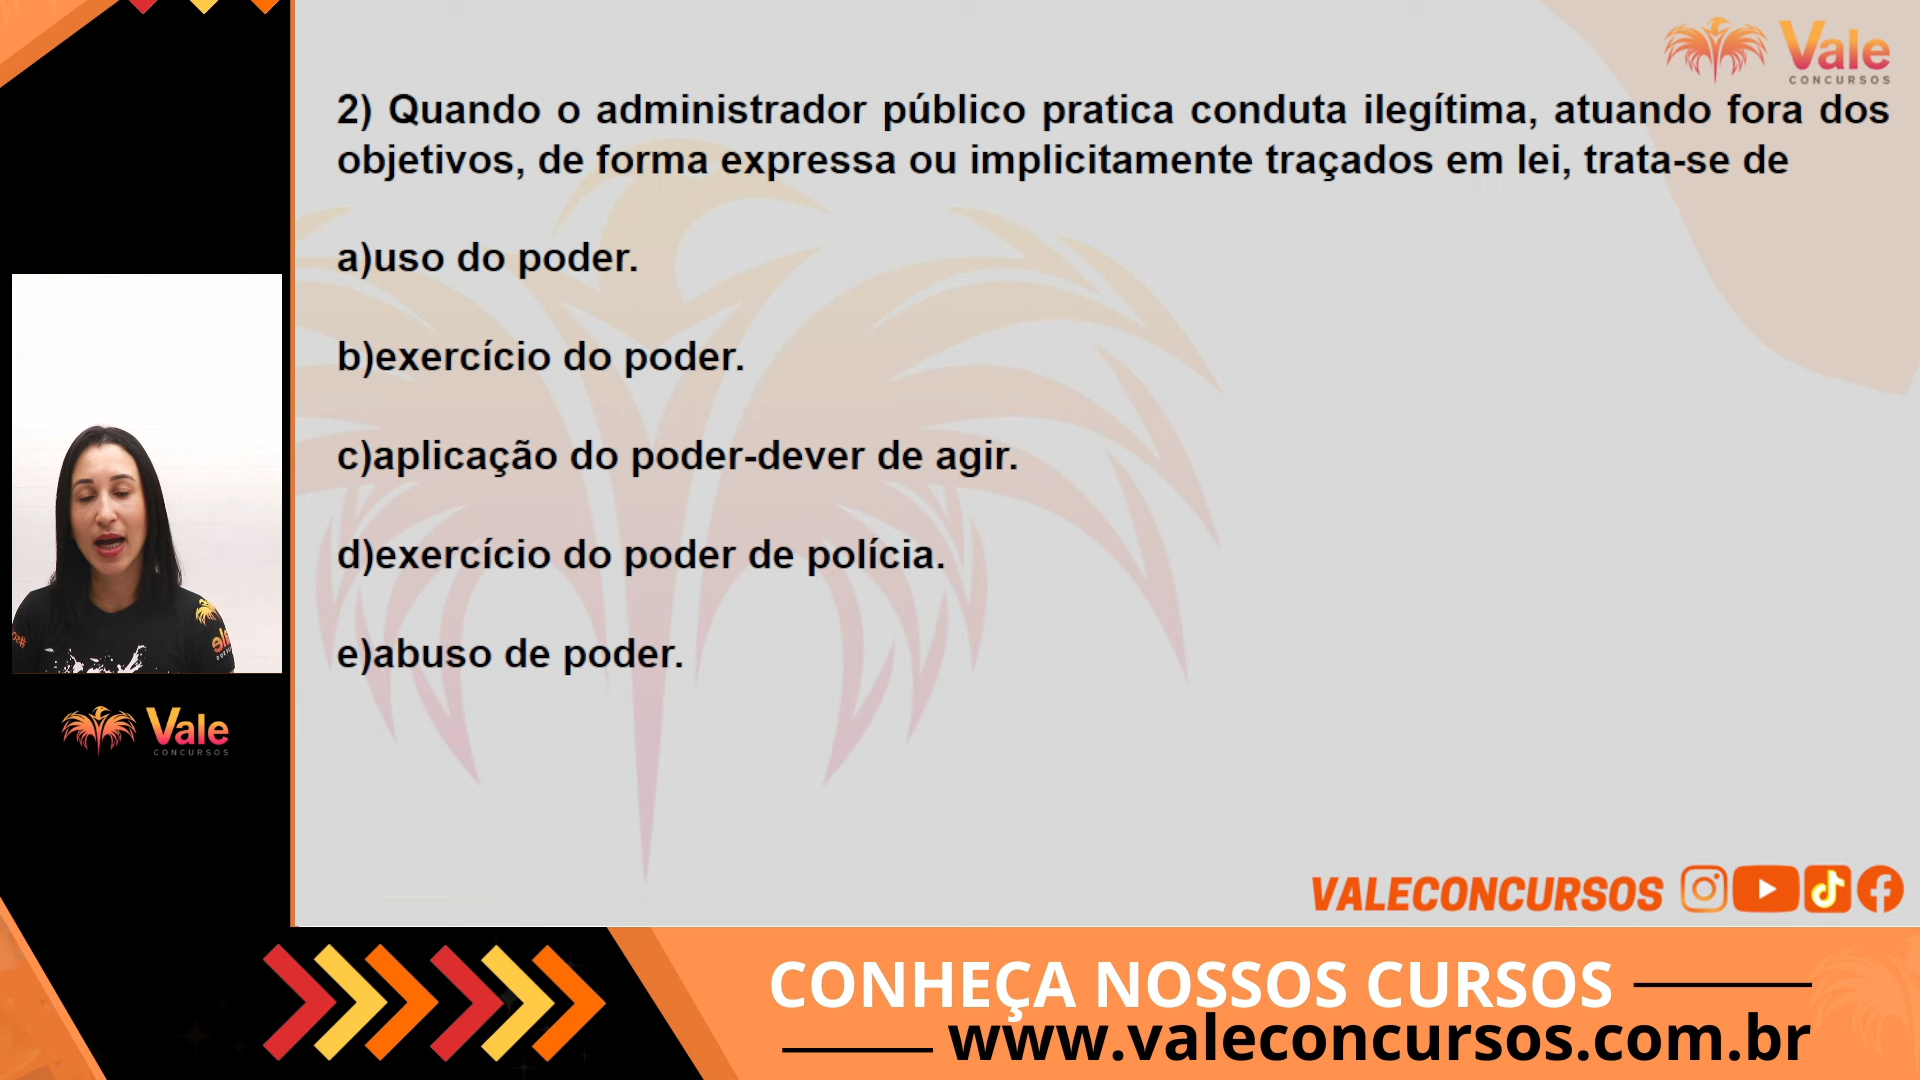 Vale
CONCURSOS
2) Quando o administrador público pratica conduta ilegítima, atuando fora dos
objetivos, de forma expressa ou implicitamente traçados em lei, trata-se de
a)uso do poder.
b)exercício do poder.
c)aplicação do poder-dever de agir.
d)exercício do poder de polícia.
e)abuso de poder.
Vale
CONCURSOS
VALECONCURSOS
CONHEÇA NOSSOS CURSOS
www.valeconcursos.com.br